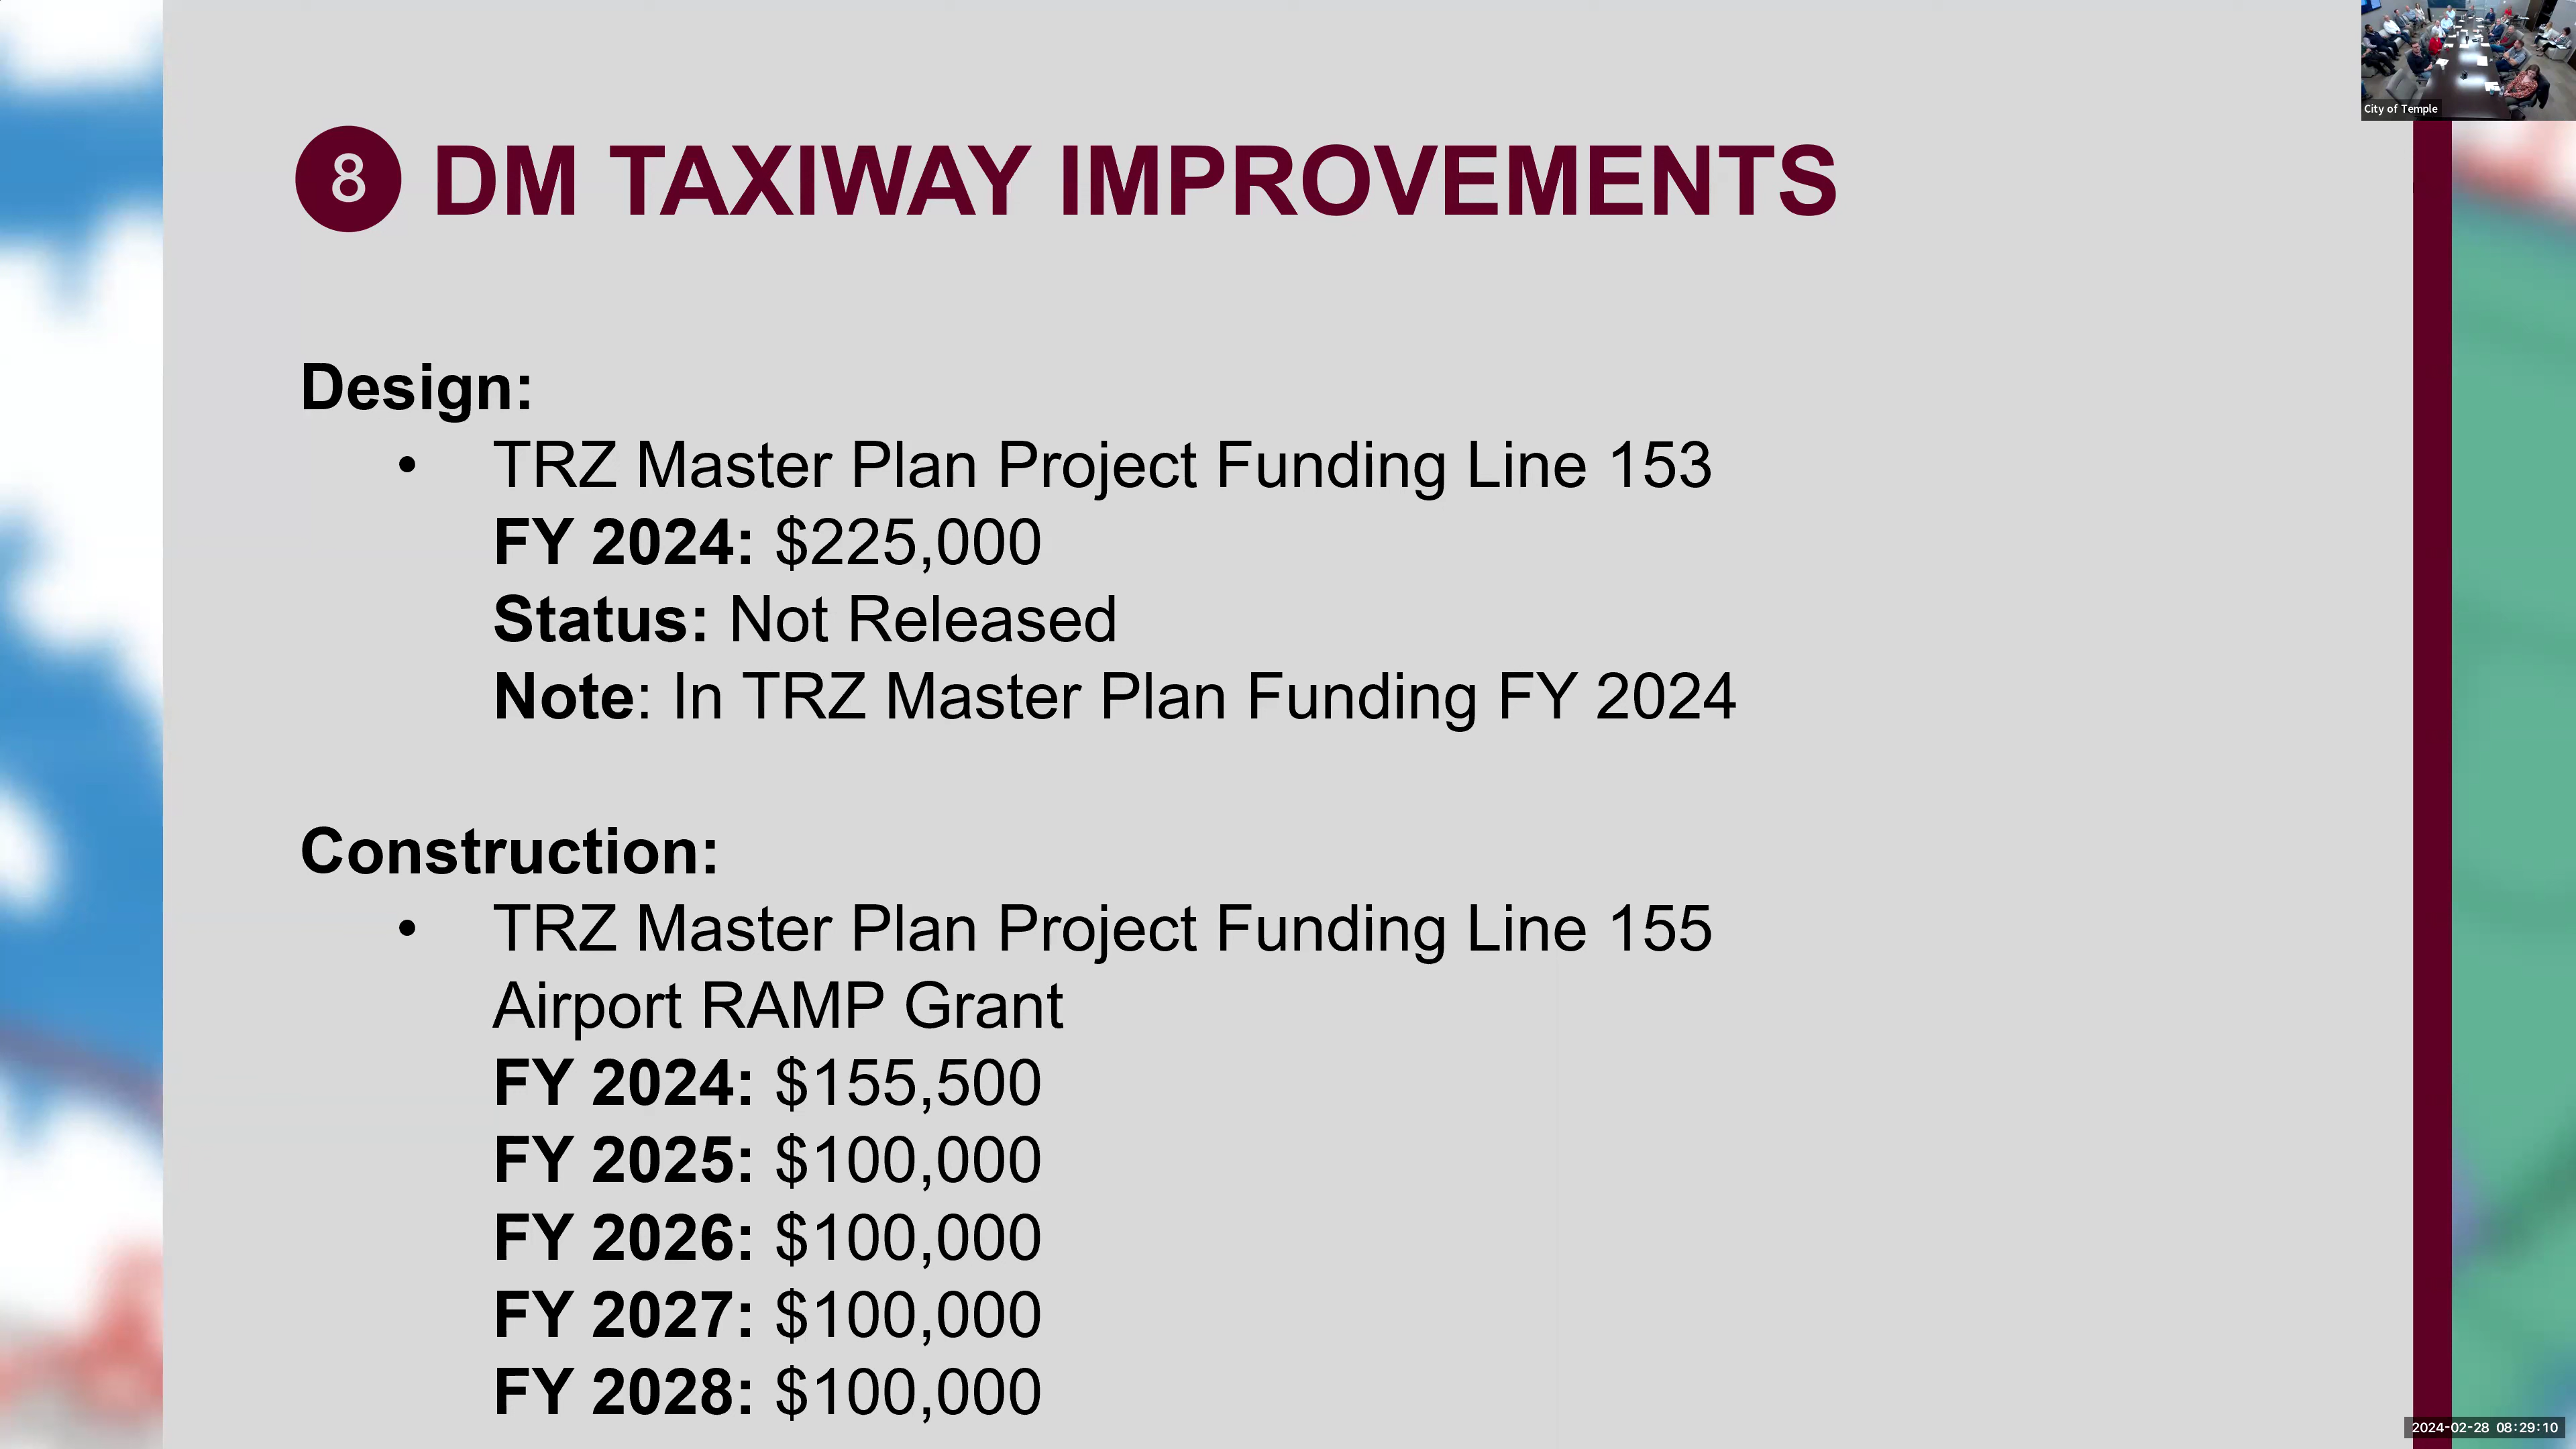 City of Temple
8 DM TAXIWAY IMPROVEMENTS
Design:
• TRZ Master Plan Project Funding Line 153
FY 2024: $225,000
Status: Not Released
Note: In TRZ Master Plan Funding FY 2024
Construction:
• TRZ Master Plan Project Funding Line 155
Airport RAMP Grant
FY 2024: $155,500
FY 2025: $100,000
FY 2026: $100,000
FY 2027: $100,000
FY 2028: $100,000
2024-02-28 08:29:10